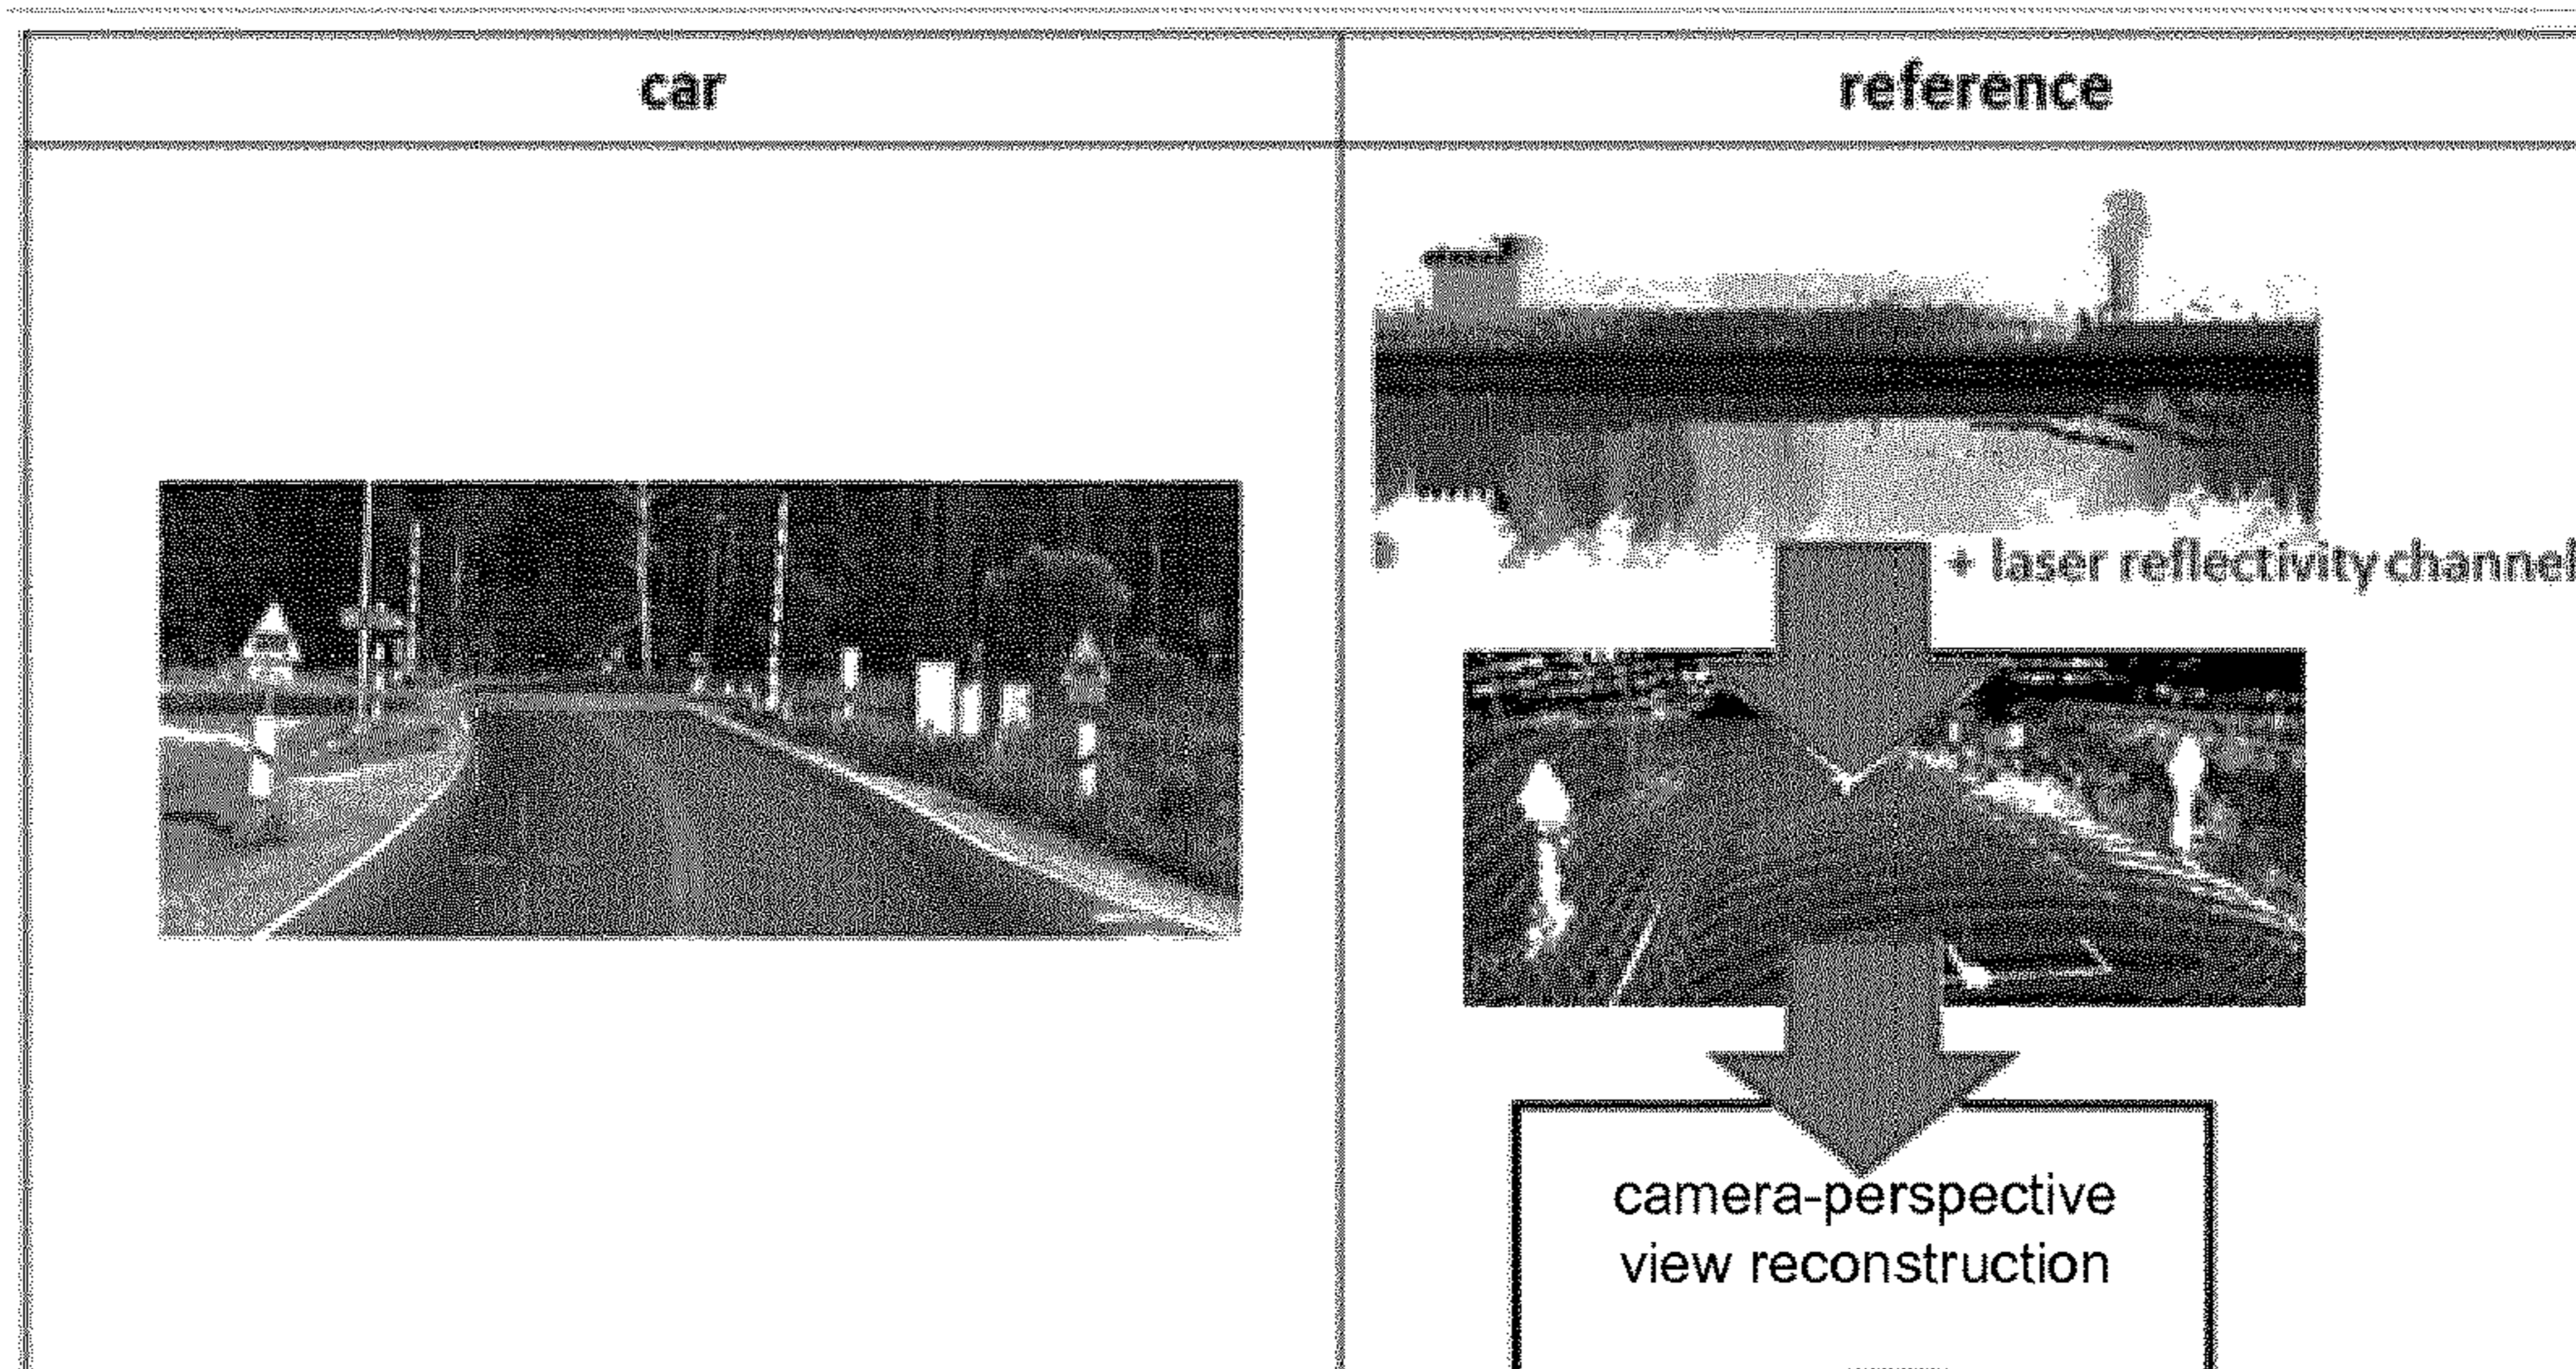 car
reference
+ laser reflectivity channel
camera-perspective
view reconstruction